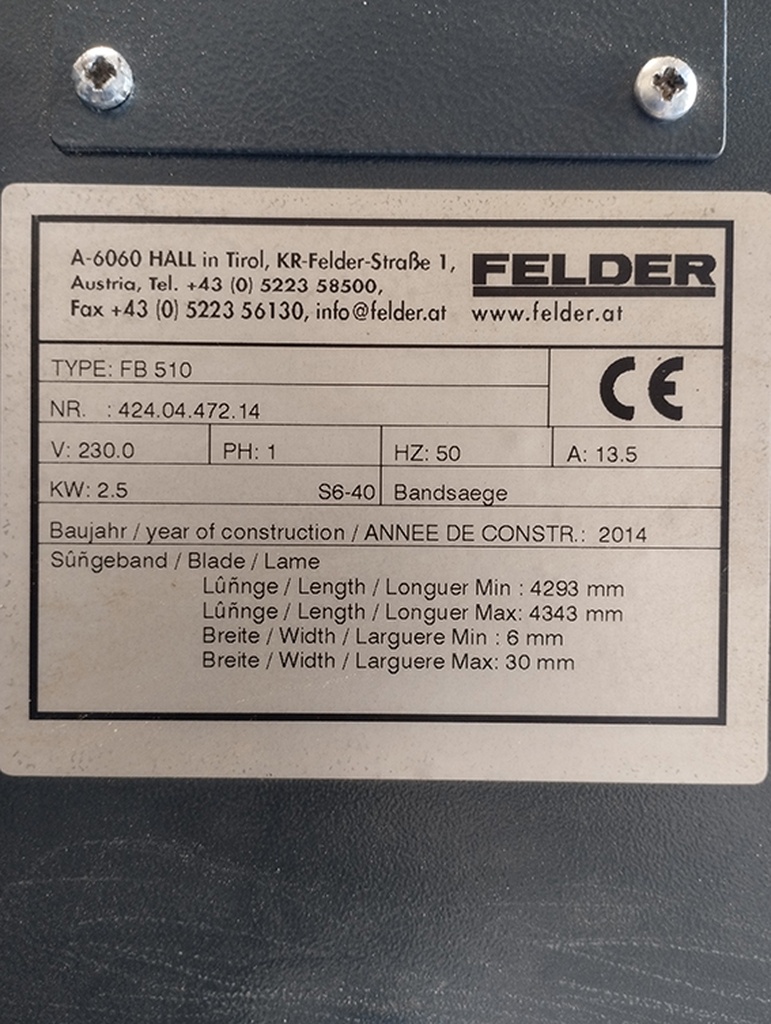 A-6060 HALL in Tirol, KR-Felder-Straße 1,
Austria, Tel. +43 (0) 5223 58500,
Fax +43 (0) 5223 56130, info@felder.at
FELDER
www.felder.at
TYPE: FB 510
CE
NR. : 424.04.472.14
V: 230.0 PH: 1 HZ: 50 A: 13.5
KW: 2.5 S6-40 Bandsaege
Baujahr / year of construction / ANNEE DE CONSTR.: 2014
Sûñgeband / Blade / Lame
Lûñnge / Length / Longuer Min : 4293 mm
Lûñnge / Length / Longuer Max: 4343 mm
Breite / Width / Larguere Min : 6 mm
Breite / Width / Larguere Max: 30 mm